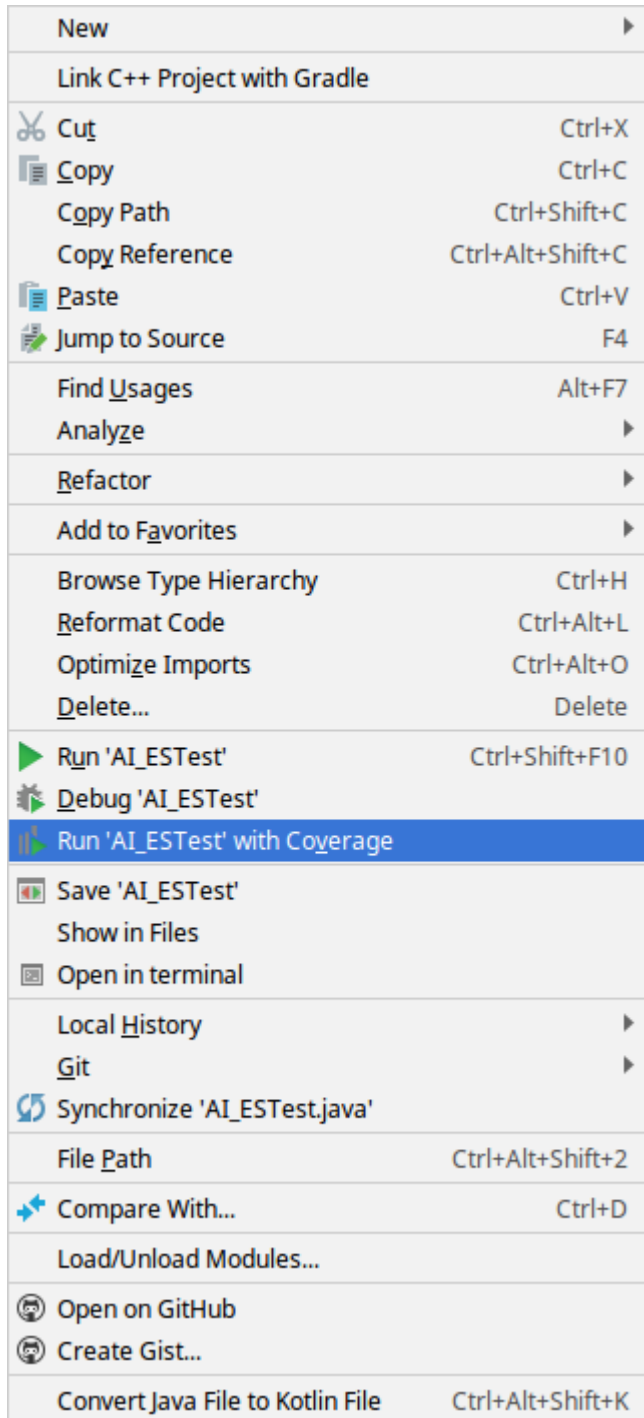 New
Link C++ Project with Gradle
Cut Ctrl+X
Copy Ctrl+C
Copy Path Ctrl+Shift+C
Copy Reference Ctrl+Alt+Shift+C
Paste Ctrl+V
Jump to Source F4
Find Usages Alt+F7
Analyze
Refactor
Add to Favorites
Browse Type Hierarchy Ctrl+H
Reformat Code Ctrl+Alt+L
Optimize Imports Ctrl+Alt+O
Delete... Delete
Run 'AI_ESTest' Ctrl+Shift+F10
Debug 'AI_ESTest'
Run 'AI_ESTest' with Coverage
Save 'AI_ESTest'
Show in Files
Open in terminal
Local History
Git
Synchronize 'AI_ESTest.java'
File Path Ctrl+Alt+Shift+2
Compare With... Ctrl+D
Load/Unload Modules...
Open on GitHub
Create Gist...
Convert Java File to Kotlin File Ctrl+Alt+Shift+K